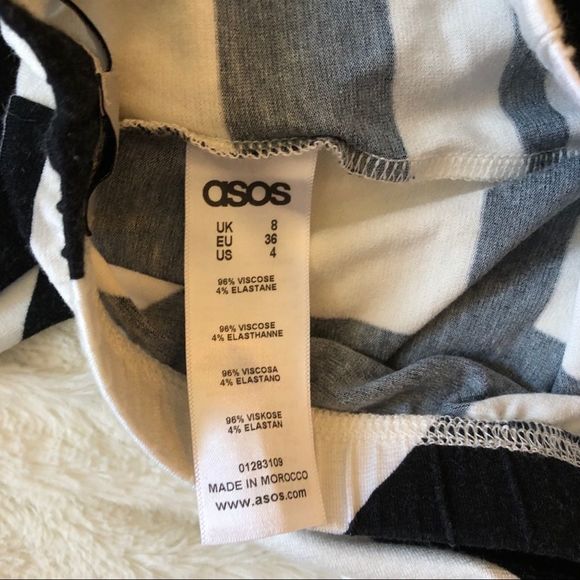 asos
UK 8
EU 36
US 4
96% VISCOSE
4% ELASTANE
96% VISCOSE
4% ELASTHANNE
96% VISCOSA
4% ELASTANO
96% VISKOSE
4% ELASTAN
01283109
MADE IN MOROCCO
www.asos.com